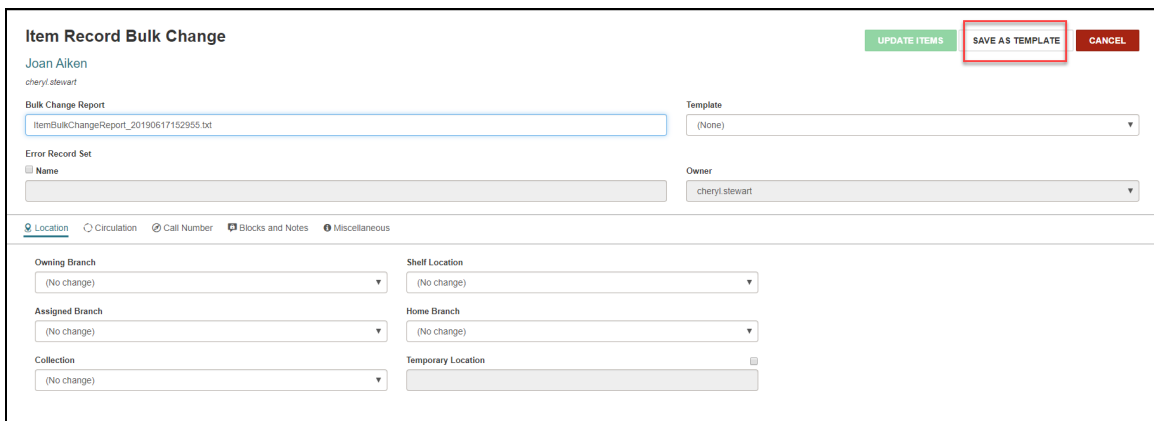 Item Record Bulk Change
UPDATE ITEMS SAVE AS TEMPLATE CANCEL
Joan Aiken
cheryl.stewart
Bulk Change Report Template
ItemBulkChangeReport_20190617152955.txt (None)
Error Record Set
Name Owner
cheryl.stewart
Location Circulation Call Number Blocks and Notes Miscellaneous
Owning Branch Shelf Location
(No change) (No change)
Assigned Branch Home Branch
(No change) (No change)
Collection Temporary Location
(No change)